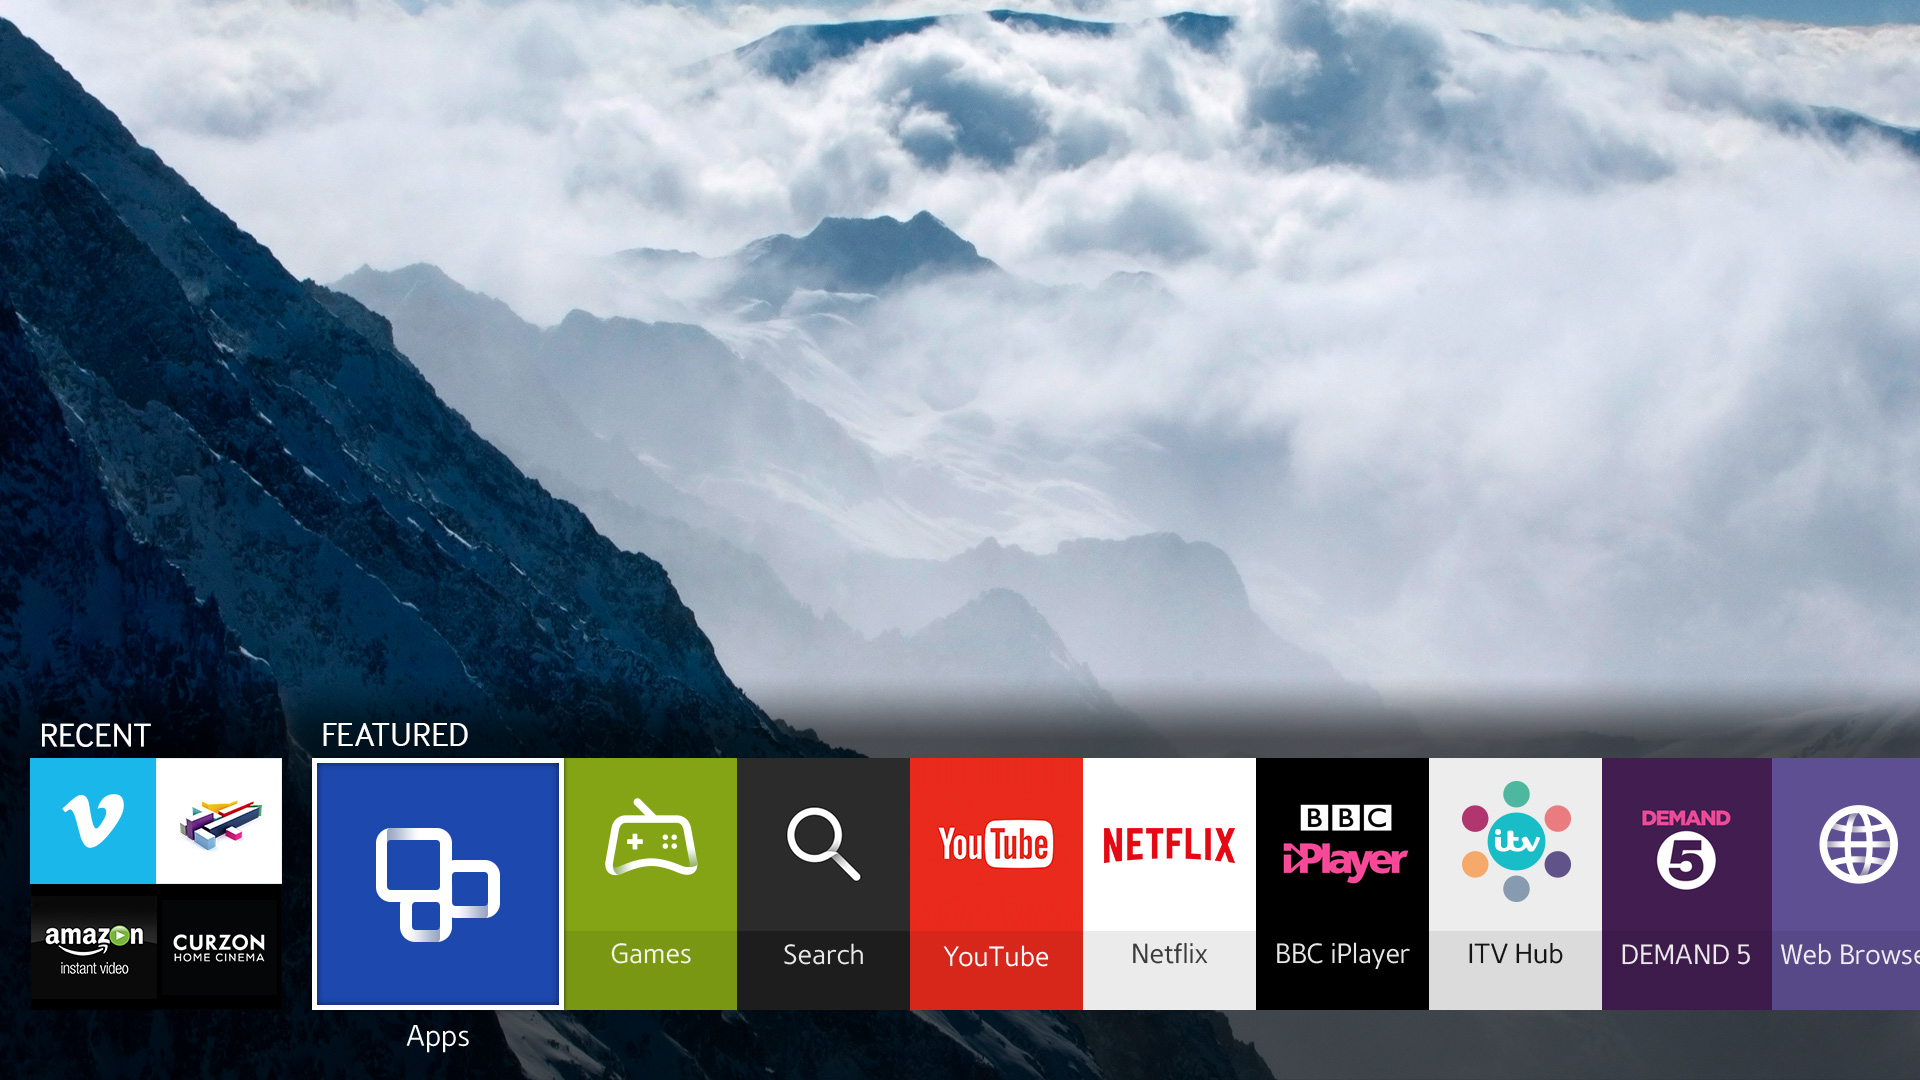 RECENT
FEATURED
amazon
instant video
CURZON
HOME CINEMA
Apps
Games
Search
YouTube
YouTube
NETFLIX
Netflix
BBC
iPlayer
BBC iPlayer
itv
ITV Hub
DEMAND
5
DEMAND 5
Web Browse